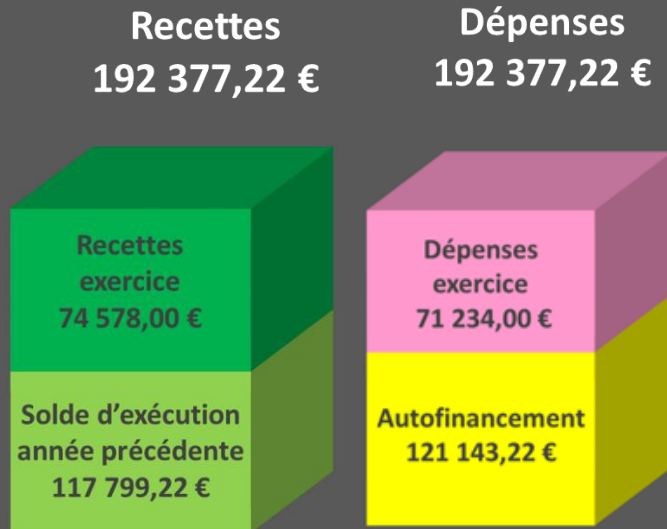 Recettes
192 377,22 €
Dépenses
192 377,22 €
Recettes
exercice
74 578,00 €
Dépenses
exercice
71 234,00 €
Solde d'exécution
année précédente
117 799,22 €
Autofinancement
121 143,22 €